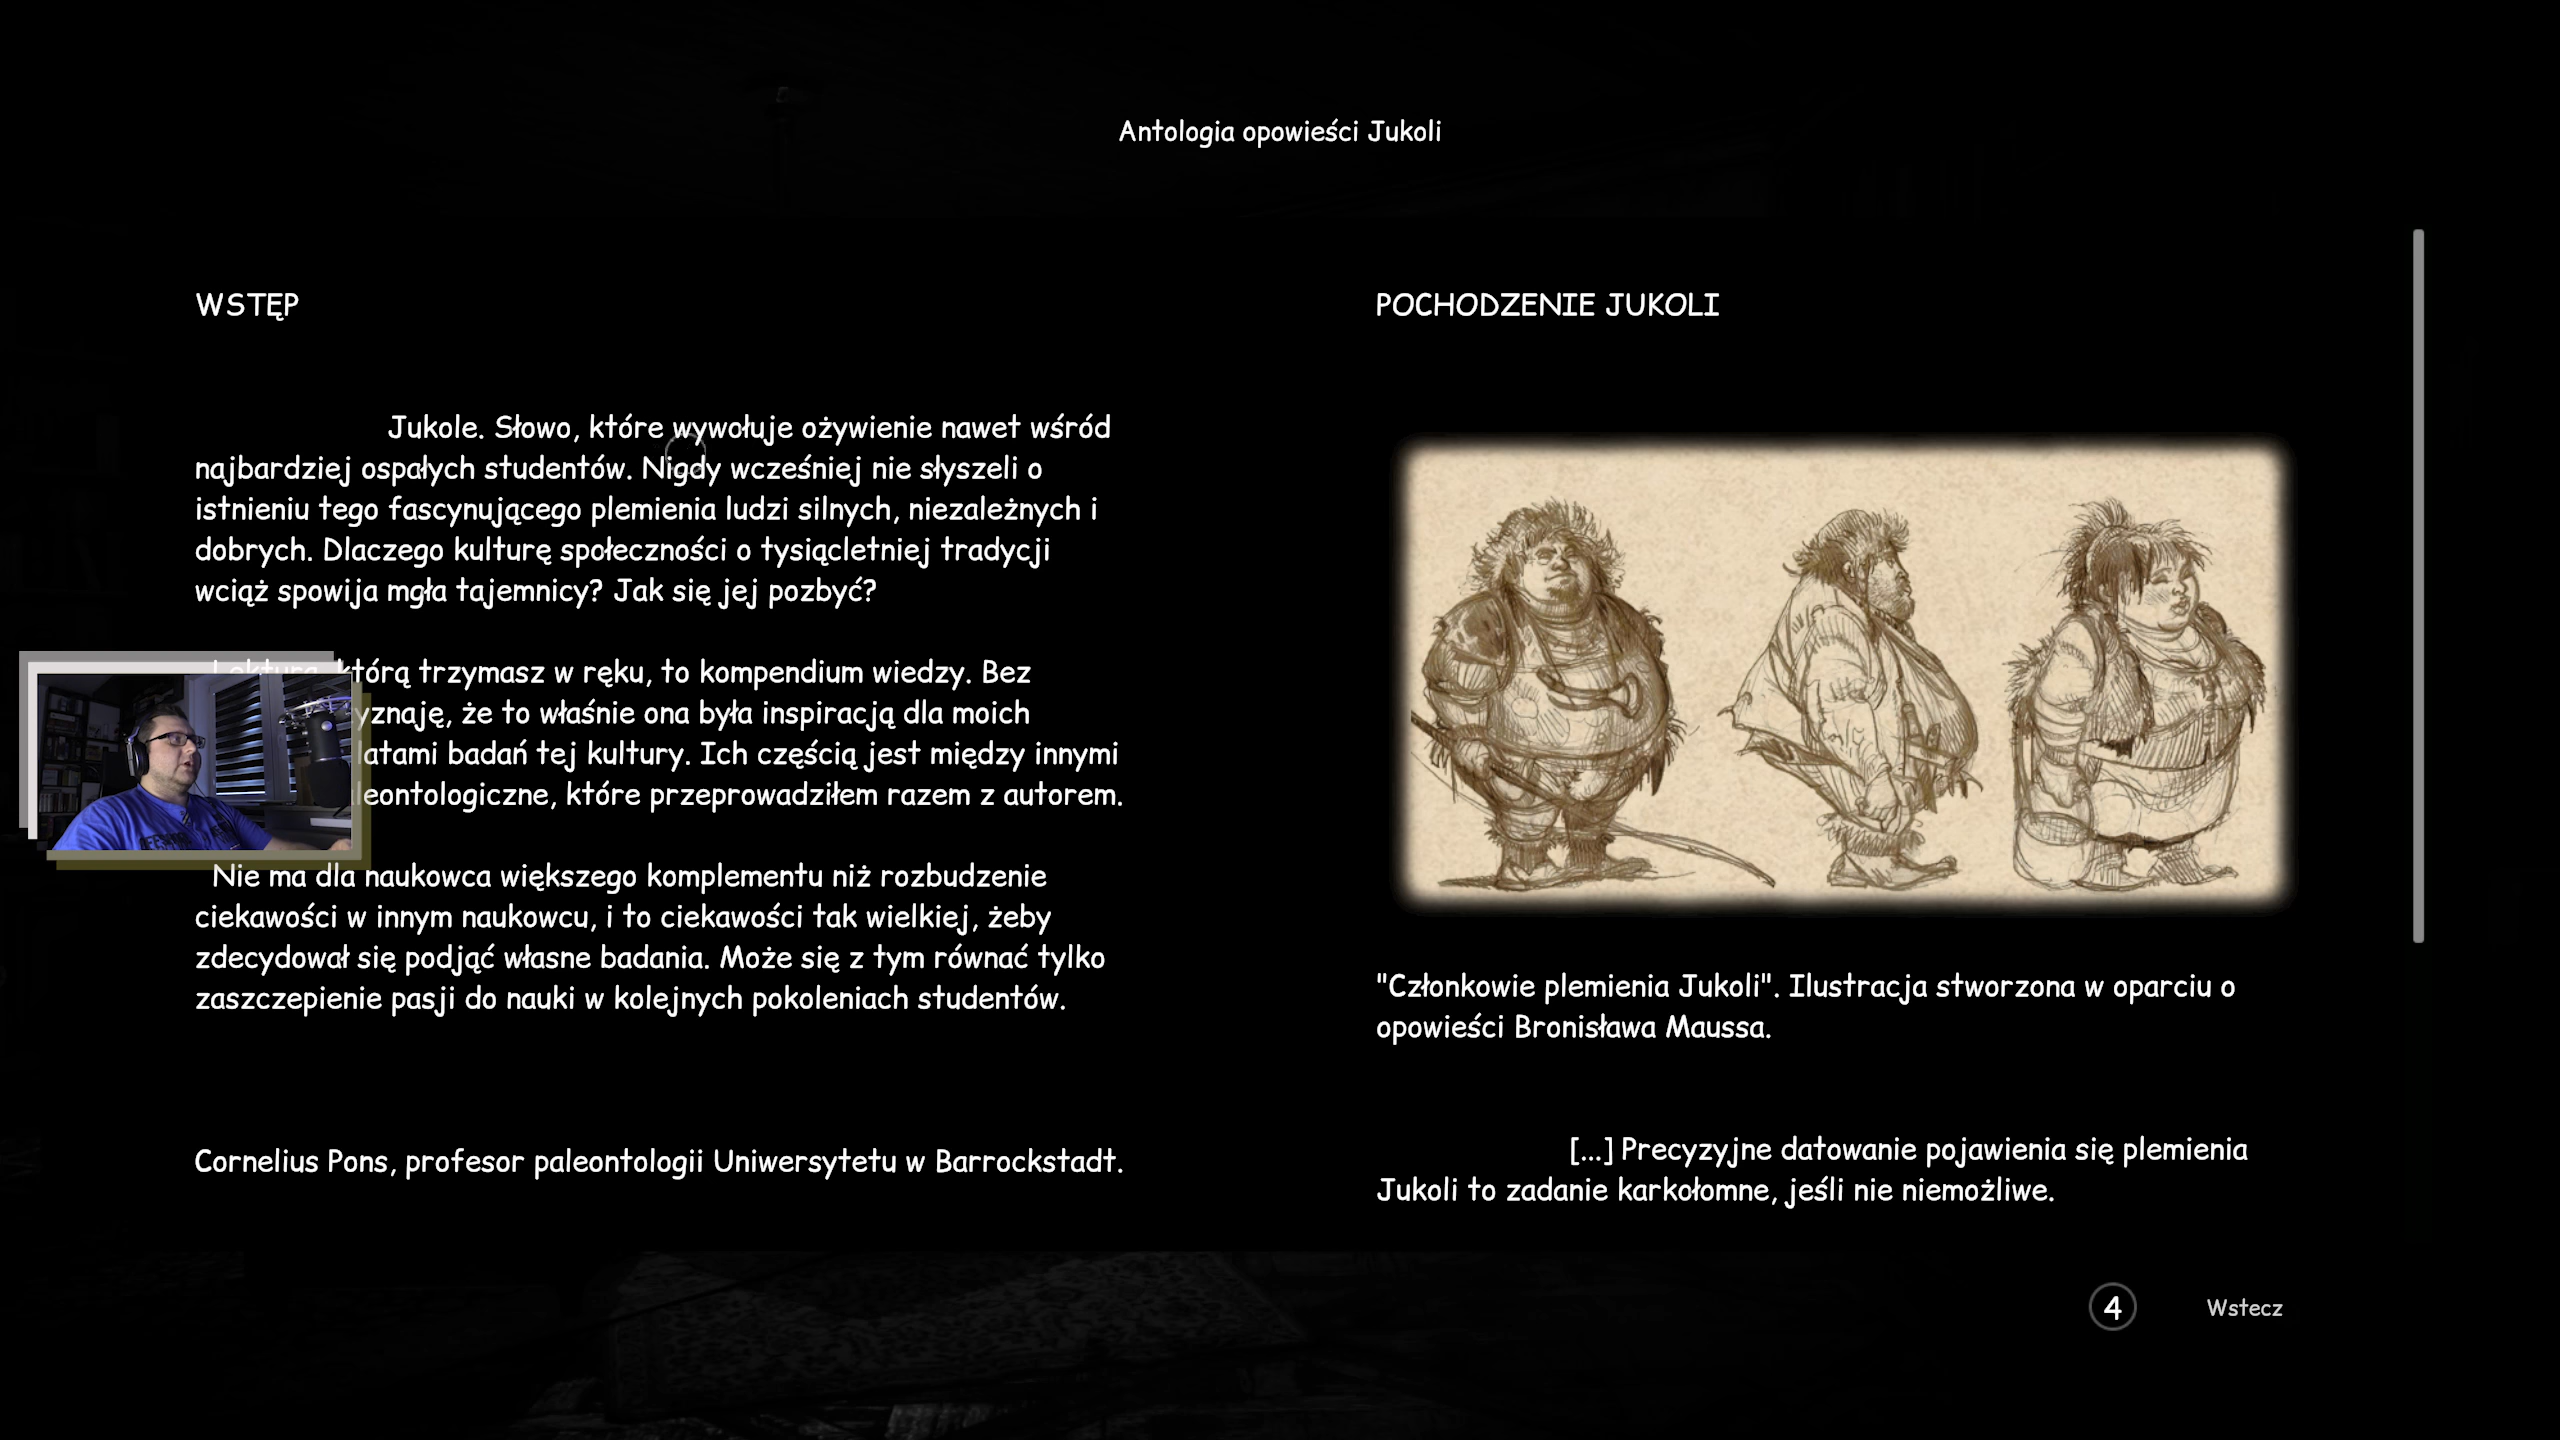 Antologia opowieści Jukoli
WSTĘP
Jukole. Słowo, które wywołuje ożywienie nawet wśród
najbardziej ospałych studentów. Nigdy wcześniej nie słyszeli o
istnieniu tego fascynującego plemienia ludzi silnych, niezależnych i
dobrych. Dlaczego kulturę społeczności o tysiącletniej tradycji
wciąż spowija mgła tajemnicy? Jak się jej pozbyć?
Lektura, którą trzymasz w ręku, to kompendium wiedzy. Bez
że to właśnie ona była inspiracją dla moich
badań tej kultury. Ich częścią jest między innymi
które przeprowadziłem razem z autorem.
Nie ma dla naukowca większego komplementu niż rozbudzenie
ciekawości w innym naukowcu, i to ciekawości tak wielkiej, żeby
zdecydował się podjąć własne badania. Może się z tym równać tylko
zaszczepienie pasji do nauki w kolejnych pokoleniach studentów.
Cornelius Pons, profesor paleontologii Uniwersytetu w Barrockstadt.
POCHODZENIE JUKOLI
"Członkowie plemienia Jukoli". Ilustracja stworzona w oparciu o
opowieści Bronisława Maussa.
[...] Precyzyjne datowanie pojawienia się plemienia
Jukoli to zadanie karkołomne, jeśli nie niemożliwe.
4 Wstecz